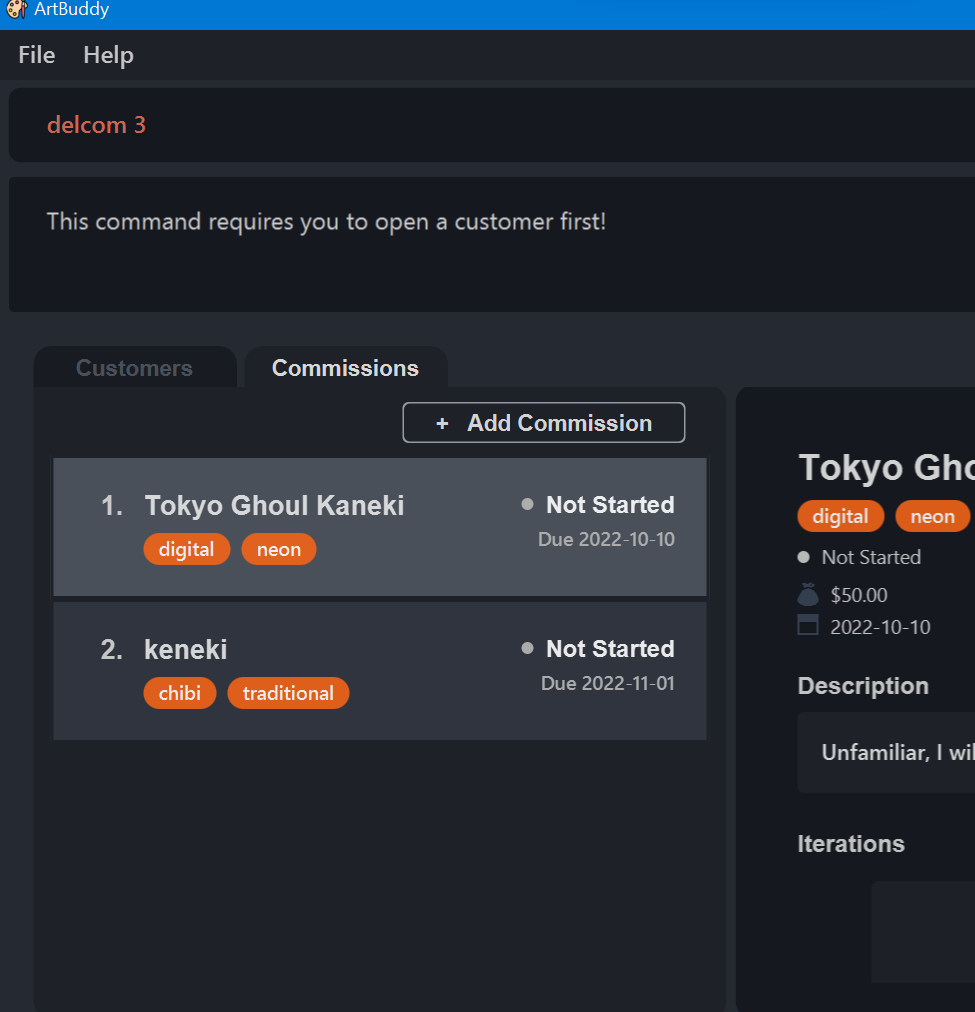 ArtBuddy
File Help
delcom 3
This command requires you to open a customer first!
Customers Commissions
+ Add Commission
1. Tokyo Ghoul Kaneki Not Started
digital neon Due 2022-10-10
2. keneki Not Started
chibi traditional Due 2022-11-01
Tokyo Gho
digital neon
Not Started
$50.00
2022-10-10
Description
Unfamiliar, I wil
Iterations